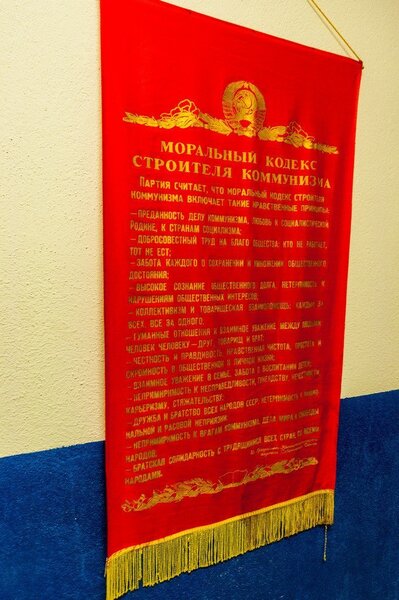 МОРАЛЬНЫЙ КОДЕКС
СТРОИТЕЛЯ КОММУНИЗМА
ПАРТИЯ СЧИТАЕТ, ЧТО МОРАЛЬНЫЙ КОДЕКС СТРОИТЕЛЯ
КОММУНИЗМА ВКЛЮЧАЕТ ТАКИЕ НРАВСТВЕННЫЕ ПРИНЦИПЫ:
— ПРЕДАННОСТЬ ДЕЛУ КОММУНИЗМА, ЛЮБОВЬ К СОЦИАЛИСТИЧЕСКОЙ
РОДИНЕ, К СТРАНАМ СОЦИАЛИЗМА;
— ДОБРОСОВЕСТНЫЙ ТРУД НА БЛАГО ОБЩЕСТВА: КТО НЕ РАБОТАЕТ,
ТОТ НЕ ЕСТ;
— ЗАБОТА КАЖДОГО О СОХРАНЕНИИ И УМНОЖЕНИИ ОБЩЕСТВЕННОГО
ДОСТОЯНИЯ;
— ВЫСОКОЕ СОЗНАНИЕ ОБЩЕСТВЕННОГО ДОЛГА, НЕТЕРПИМОСТЬ К
НАРУШЕНИЯМ ОБЩЕСТВЕННЫХ ИНТЕРЕСОВ;
— КОЛЛЕКТИВИЗМ И ТОВАРИЩЕСКАЯ ВЗАИМОПОМОЩЬ: КАЖДЫЙ ЗА
ВСЕХ, ВСЕ ЗА ОДНОГО;
— ГУМАННЫЕ ОТНОШЕНИЯ И ВЗАИМНОЕ УВАЖЕНИЕ МЕЖДУ ЛЮДЬМИ:
ЧЕЛОВЕК ЧЕЛОВЕКУ — ДРУГ, ТОВАРИЩ И БРАТ;
— ЧЕСТНОСТЬ И ПРАВДИВОСТЬ, НРАВСТВЕННАЯ ЧИСТОТА, ПРОСТОТА И
СКРОМНОСТЬ В ОБЩЕСТВЕННОЙ И ЛИЧНОЙ ЖИЗНИ;
— ВЗАИМНОЕ УВАЖЕНИЕ В СЕМЬЕ, ЗАБОТА О ВОСПИТАНИИ ДЕТЕЙ;
— НЕПРИМИРИМОСТЬ К НЕСПРАВЕДЛИВОСТИ, ТУНЕЯДСТВУ, НЕЧЕСТНОСТИ,
КАРЬЕРИЗМУ, СТЯЖАТЕЛЬСТВУ;
— ДРУЖБА И БРАТСТВО ВСЕХ НАРОДОВ СССР, НЕТЕРПИМОСТЬ К НАЦИО-
НАЛЬНОЙ И РАСОВОЙ НЕПРИЯЗНИ;
— НЕПРИМИРИМОСТЬ К ВРАГАМ КОММУНИЗМА, ДЕЛА МИРА И СВОБОДЫ
НАРОДОВ;
— БРАТСКАЯ СОЛИДАРНОСТЬ С ТРУДЯЩИМИСЯ ВСЕХ СТРАН, СО ВСЕМИ
НАРОДАМИ.